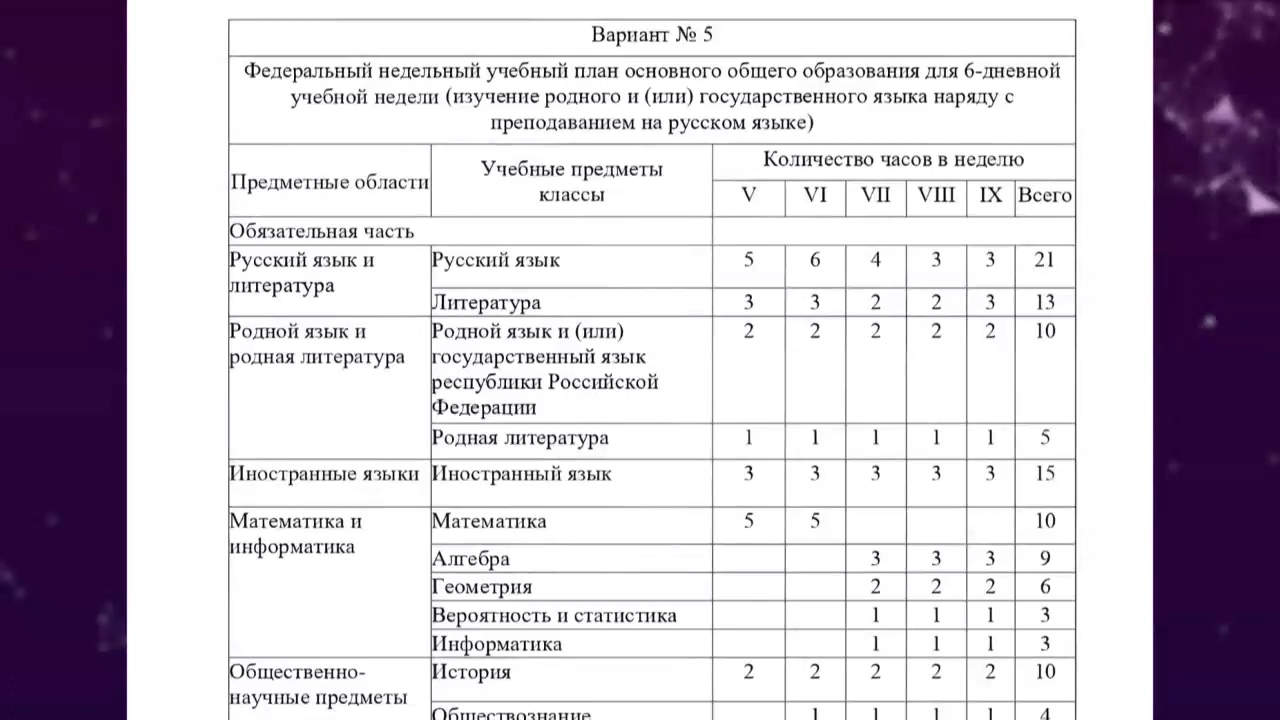 Вариант № 5
Федеральный недельный учебный план основного общего образования для 6-дневной
учебной недели (изучение родного и (или) государственного языка наряду с
преподаванием на русском языке)
Предметные области Учебные предметы классы Количество часов в неделю
V VI VII VIII IX Всего
Обязательная часть
Русский язык и литература Русский язык 5 6 4 3 3 21
Литература 3 3 2 2 3 13
Родной язык и родная литература Родной язык и (или) государственный язык республики Российской Федерации 2 2 2 2 2 10
Родная литература 1 1 1 1 1 5
Иностранные языки Иностранный язык 3 3 3 3 3 15
Математика и информатика Математика 5 5 10
Алгебра 3 3 3 9
Геометрия 2 2 2 6
Вероятность и статистика 1 1 1 3
Информатика 1 1 1 3
Общественно-научные предметы История 2 2 2 2 2 10
Обществознание 1 1 1 1 4